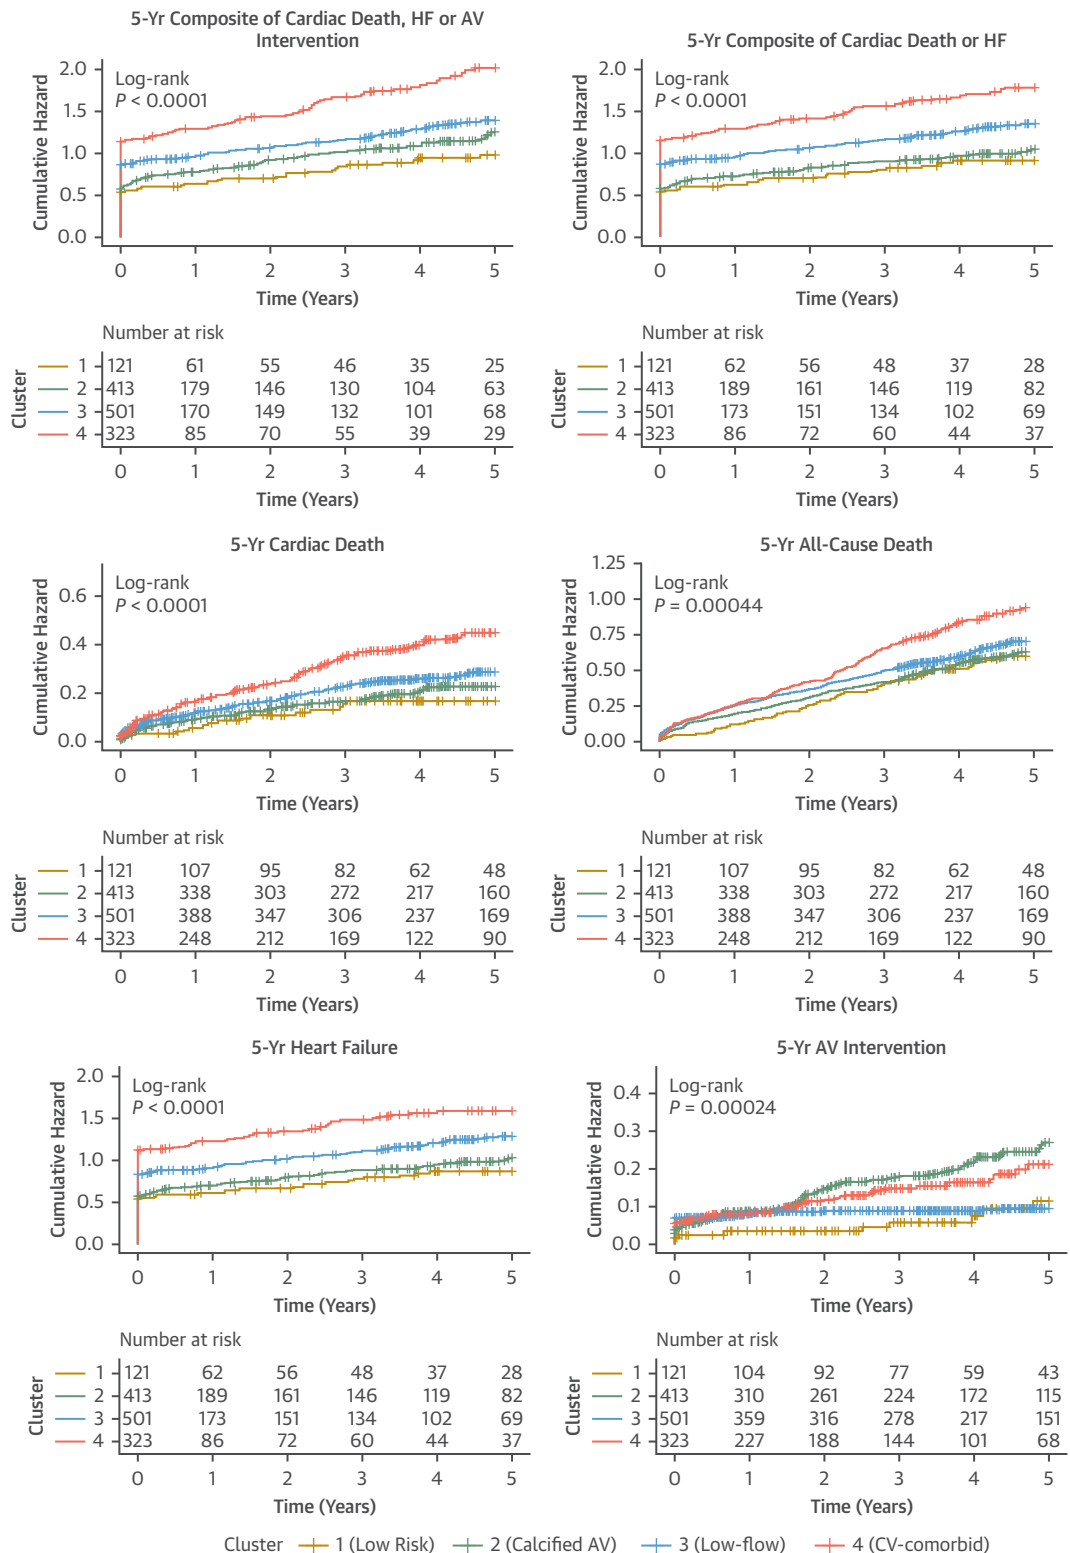 5-Yr Composite of Cardiac Death, HF or AV
Intervention
Cumulative Hazard
2.0
1.5
1.0
0.5
0.0
Log-rank
P < 0.0001
0 1 2 3 4 5
Time (Years)
Number at risk
Cluster
1 121 61 55 46 35 25
2 413 179 146 130 104 63
3 501 170 149 132 101 68
4 323 85 70 55 39 29
0 1 2 3 4 5
Time (Years)
5-Yr Composite of Cardiac Death or HF
Cumulative Hazard
2.0
1.5
1.0
0.5
0.0
Log-rank
P < 0.0001
0 1 2 3 4 5
Time (Years)
Number at risk
Cluster
1 121 62 56 48 37 28
2 413 189 161 146 119 82
3 501 173 151 134 102 69
4 323 86 72 60 44 37
0 1 2 3 4 5
Time (Years)
5-Yr Cardiac Death
Cumulative Hazard
0.6
0.4
0.2
0.0
Log-rank
P < 0.0001
0 1 2 3 4 5
Time (Years)
Number at risk
Cluster
1 121 107 95 82 62 48
2 413 338 303 272 217 160
3 501 388 347 306 237 169
4 323 248 212 169 122 90
0 1 2 3 4 5
Time (Years)
5-Yr All-Cause Death
Cumulative Hazard
1.25
1.00
0.75
0.50
0.25
0.00
Log-rank
P = 0.00044
0 1 2 3 4 5
Time (Years)
Number at risk
Cluster
1 121 107 95 82 62 48
2 413 338 303 272 217 160
3 501 388 347 306 237 169
4 323 248 212 169 122 90
0 1 2 3 4 5
Time (Years)
5-Yr Heart Failure
Cumulative Hazard
2.0
1.5
1.0
0.5
0.0
Log-rank
P < 0.0001
0 1 2 3 4 5
Time (Years)
Number at risk
Cluster
1 121 62 56 48 37 28
2 413 189 161 146 119 82
3 501 173 151 134 102 69
4 323 86 72 60 44 37
0 1 2 3 4 5
Time (Years)
5-Yr AV Intervention
Cumulative Hazard
0.4
0.3
0.2
0.1
0.0
Log-rank
P = 0.00024
0 1 2 3 4 5
Time (Years)
Number at risk
Cluster
1 121 104 92 77 59 43
2 413 310 261 224 172 115
3 501 359 316 278 217 151
4 323 227 188 144 101 68
0 1 2 3 4 5
Time (Years)
Cluster 1 (Low Risk) 2 (Calcified AV) 3 (Low-flow) 4 (CV-comorbid)